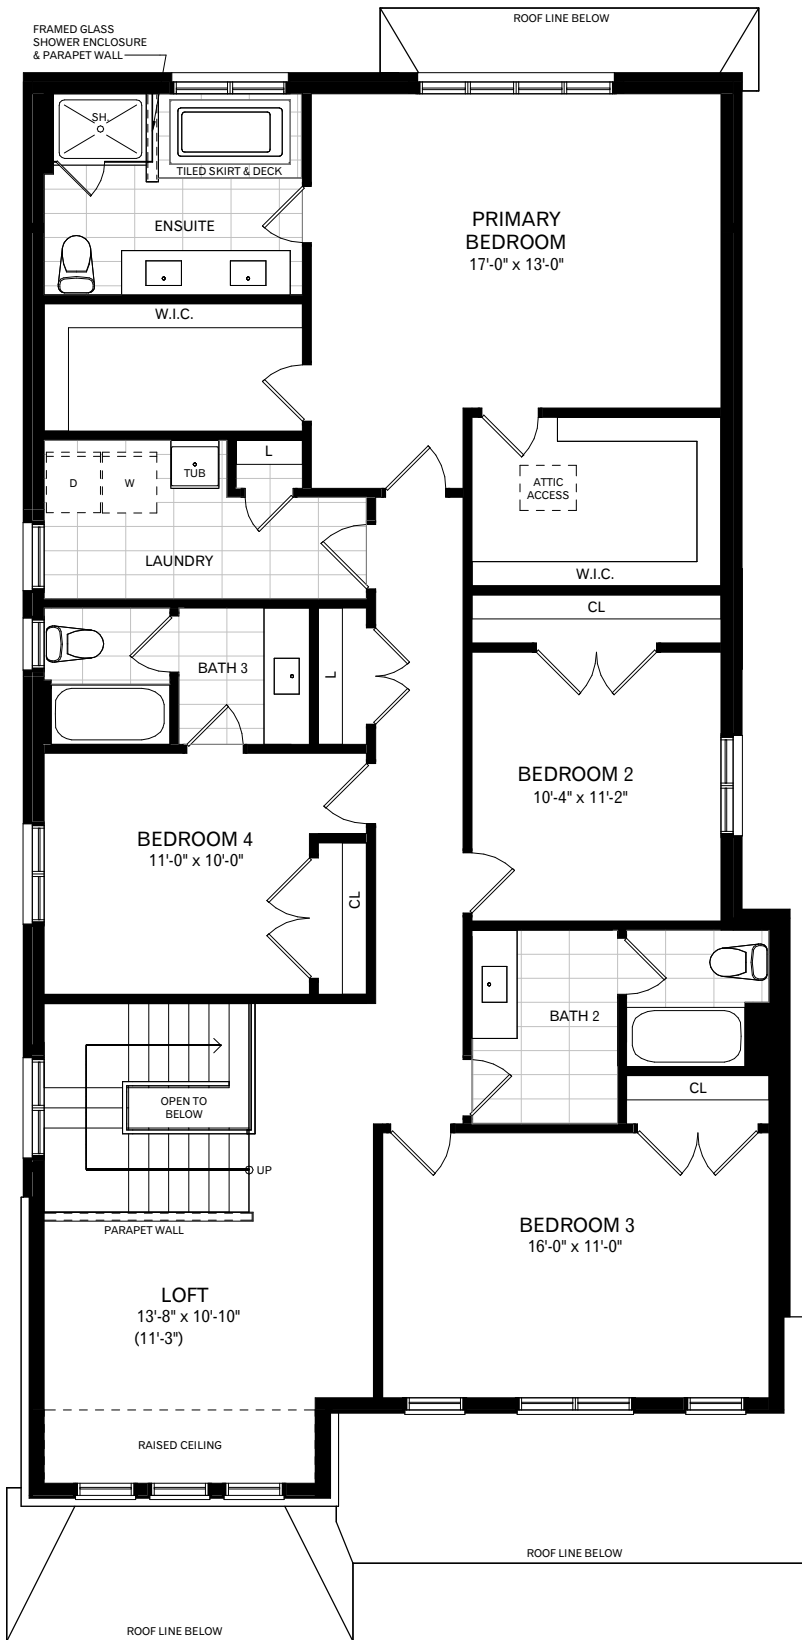 ROOF LINE BELOW
FRAMED GLASS
SHOWER ENCLOSURE
& PARAPET WALL
SH.
TILED SKIRT & DECK
ENSUITE
PRIMARY
BEDROOM
17'-0" x 13'-0"
W.I.C.
L
D
W
TUB
ATTIC
ACCESS
LAUNDRY
W.I.C.
CL
BATH 3
L
BEDROOM 2
10'-4" x 11'-2"
BEDROOM 4
11'-0" x 10'-0"
CL
BATH 2
CL
OPEN TO
BELOW
UP
PARAPET WALL
BEDROOM 3
16'-0" x 11'-0"
LOFT
13'-8" x 10'-10"
(11'-3")
RAISED CEILING
ROOF LINE BELOW
ROOF LINE BELOW